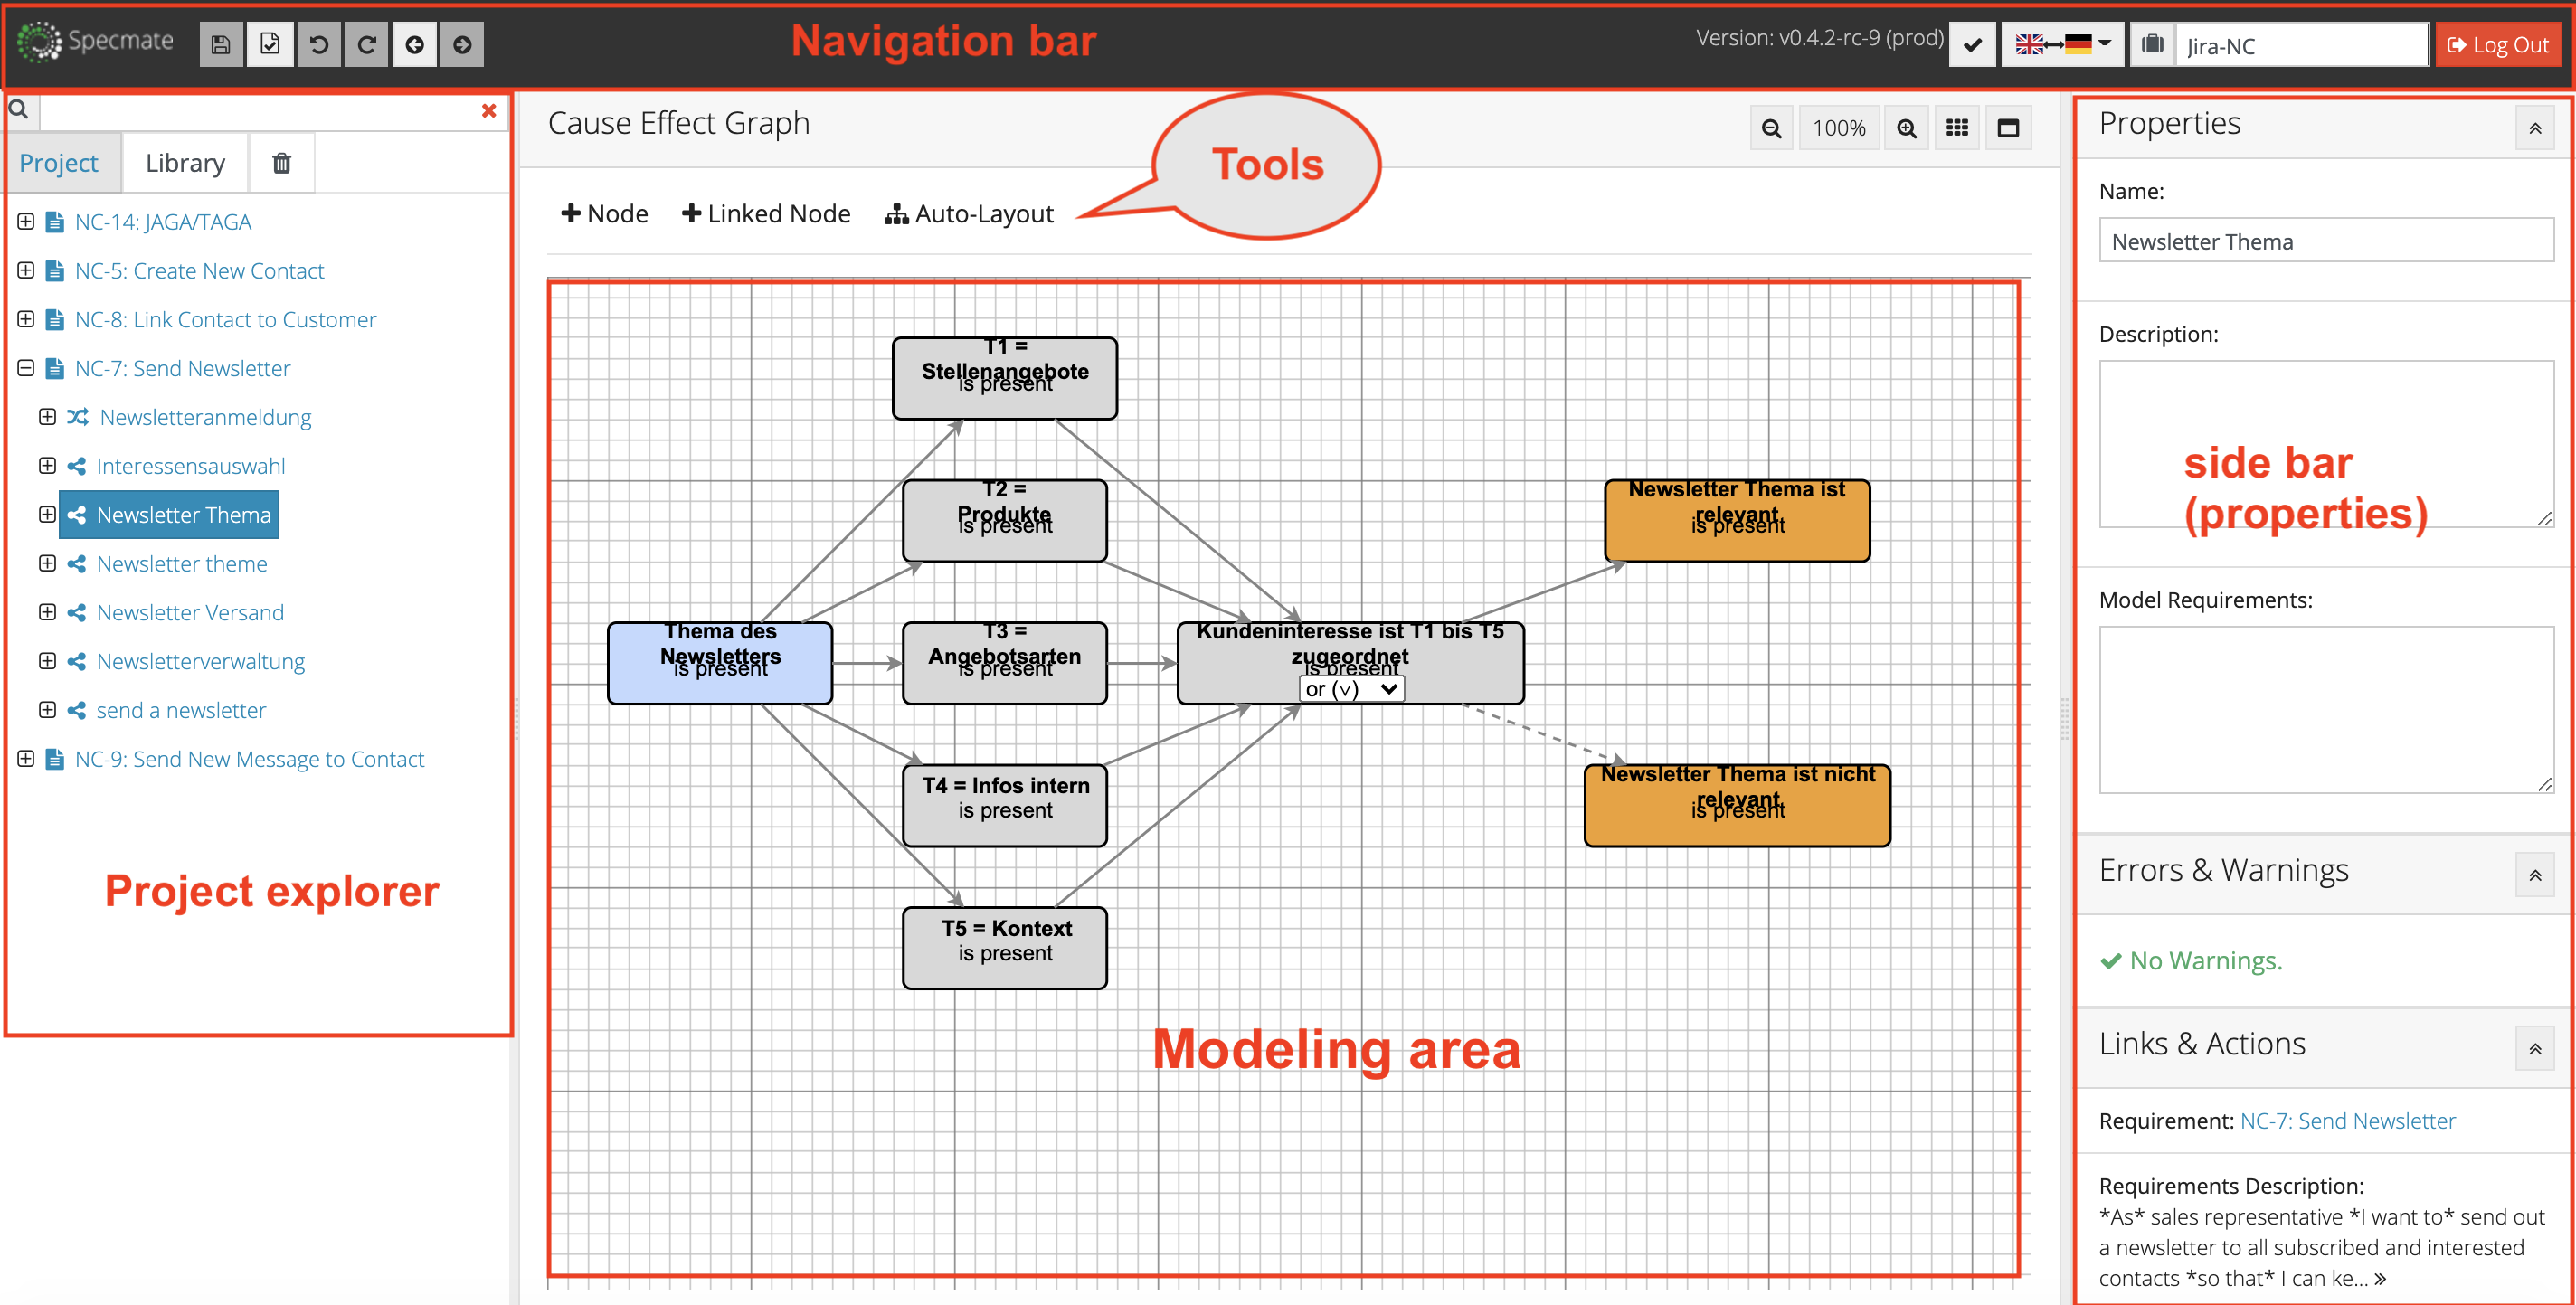 Specmate
Navigation bar
Version: v0.4.2-rc-9 (prod)
Jira-NC
Log Out
Project
Library
NC-14: JAGA/TAGA
NC-5: Create New Contact
NC-8: Link Contact to Customer
NC-7: Send Newsletter
Newsletteranmeldung
Interessensauswahl
Newsletter Thema
Newsletter theme
Newsletter Versand
Newsletterverwaltung
send a newsletter
NC-9: Send New Message to Contact
Project explorer
Cause Effect Graph
100%
Tools
Node
Linked Node
Auto-Layout
T1 =
Stellenangebote
is present
T2 =
Produkte
is present
Newsletter Thema ist
relevant
is present
Thema des
Newsletters
is present
T3 =
Angebotsarten
is present
Kundeninteresse ist T1 bis T5
zugeordnet
is present
or (∨)
T4 = Infos intern
is present
Newsletter Thema ist nicht
relevant
is present
T5 = Kontext
is present
Modeling area
Properties
Name:
Newsletter Thema
Description:
side bar
(properties)
Model Requirements:
Errors & Warnings
No Warnings.
Links & Actions
Requirement: NC-7: Send Newsletter
Requirements Description:
*As* sales representative *I want to* send out
a newsletter to all subscribed and interested
contacts *so that* I can ke... »